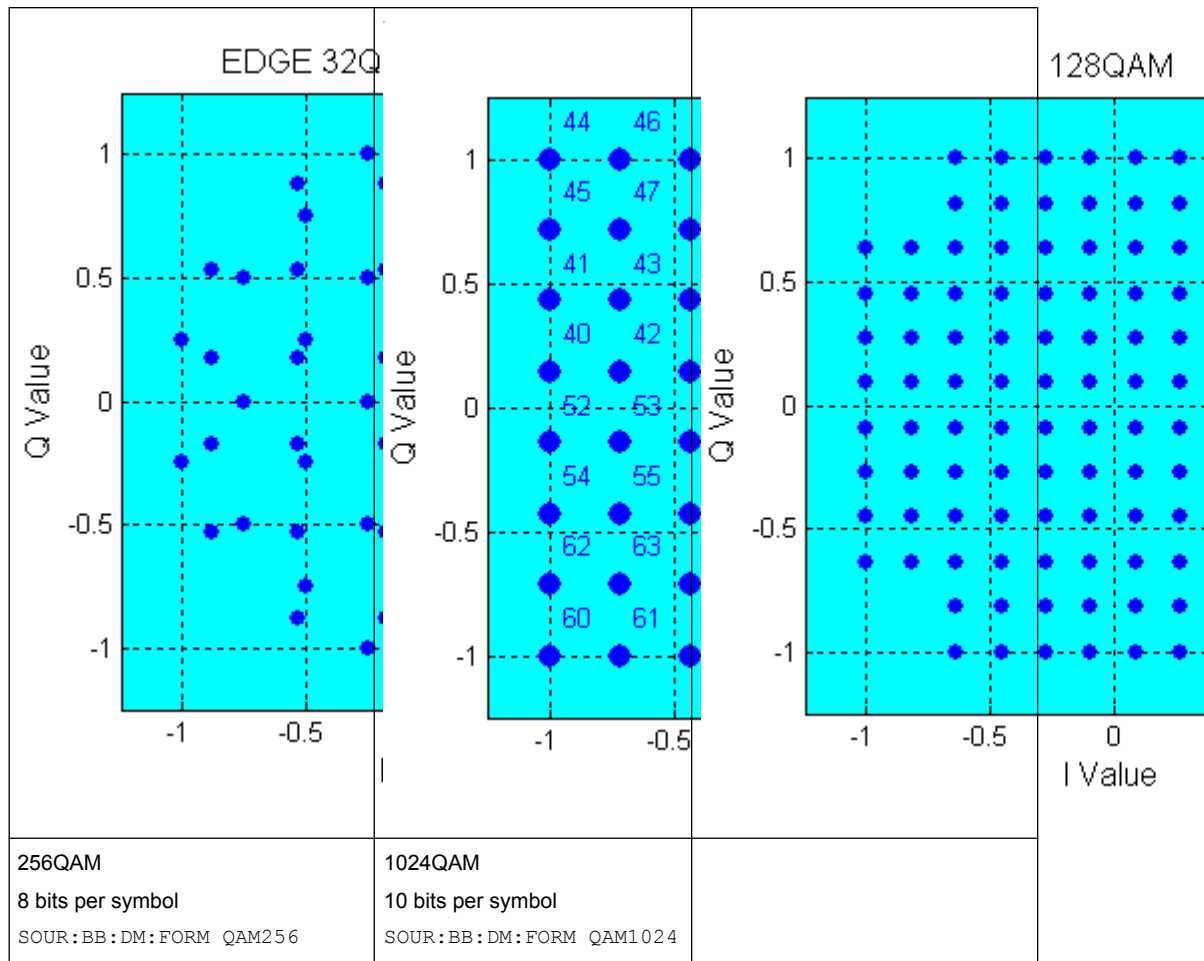 EDGE 32Q
128QAM
44 46
1
45 47
41 43
0.5
40 42
52 53
0
54 55
-0.5
62 63
60 61
-1
Q Value
-1 -0.5
Q Value
1
0.5
0
-0.5
-1
-1 -0.5
Q Value
1
0.5
0
-0.5
-1
-1 -0.5 0
I Value
256QAM
8 bits per symbol
SOUR:BB:DM:FORM QAM256
1024QAM
10 bits per symbol
SOUR:BB:DM:FORM QAM1024